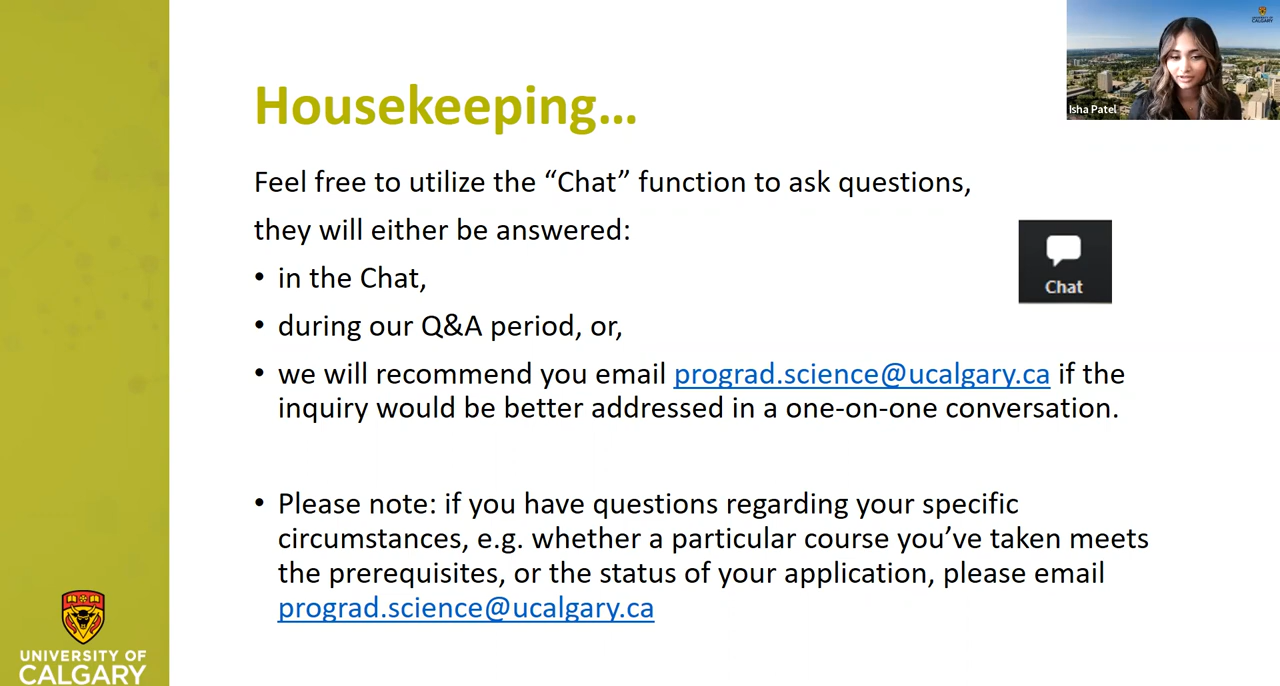 UNIVERSITY OF
CALGARY
Isha Patel
Housekeeping…
Feel free to utilize the “Chat” function to ask questions,
they will either be answered:
• in the Chat,
• during our Q&A period, or,
• we will recommend you email prograd.science@ucalgary.ca if the
inquiry would be better addressed in a one-on-one conversation.
Chat
• Please note: if you have questions regarding your specific
circumstances, e.g. whether a particular course you’ve taken meets
the prerequisites, or the status of your application, please email
prograd.science@ucalgary.ca
UNIVERSITY OF
CALGARY